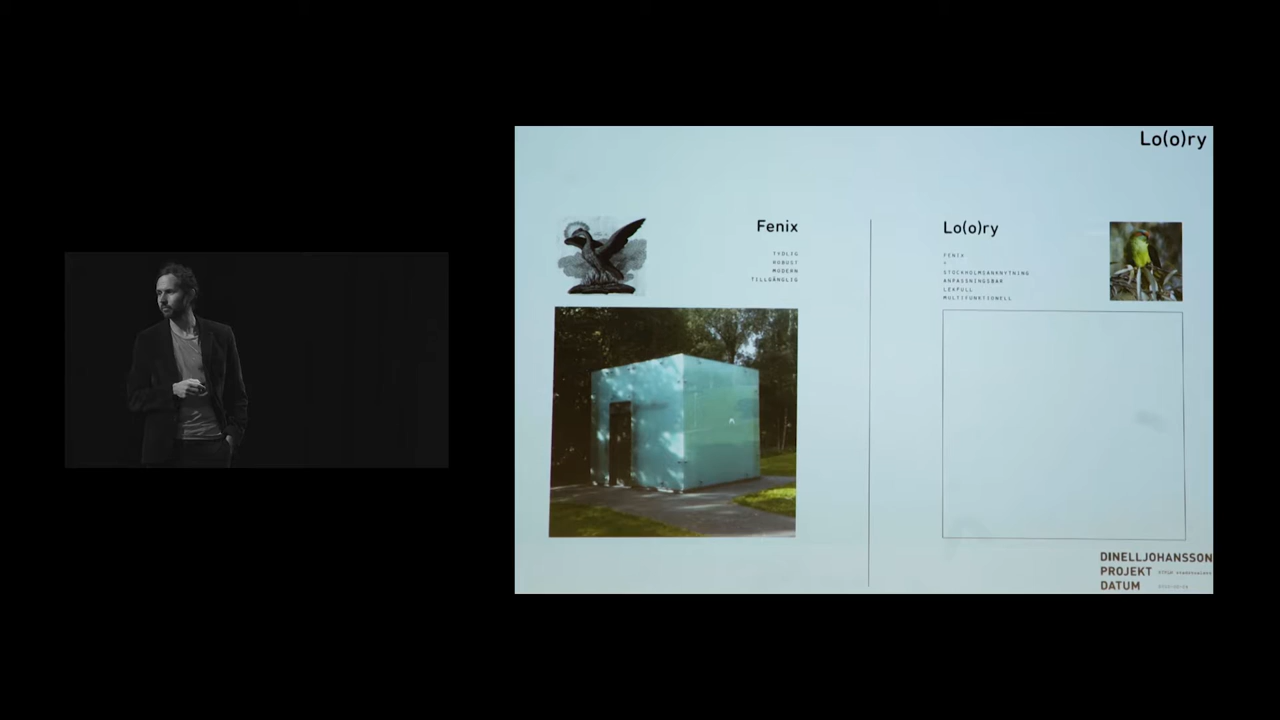 Lo(o)ry
Fenix
TYDLIG
ROBUST
MODERN
TILLGÄNGLIG
Lo(o)ry
FENIX
+
STOCKHOLMSANKNYTNING
ANPASSNINGSBAR
LEKFULL
MULTIFUNKTIONELL
DINELLJOHANSSON
PROJEKT
DATUM